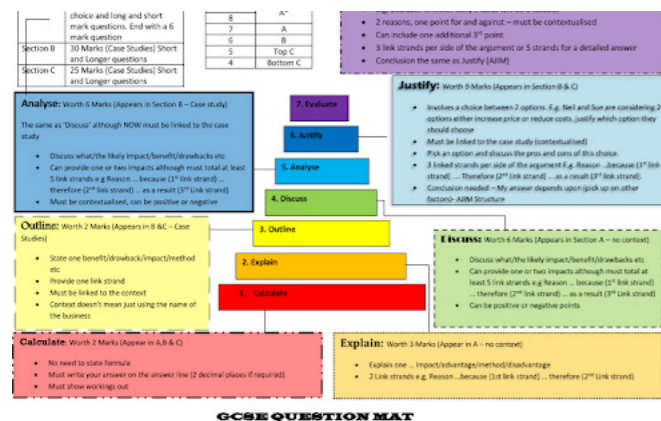 choice and long and short
mark questions. End with a 6
mark question
Section B 30 Marks (Case Studies) Short
and Longer questions
Section C 25 Marks (Case Studies) Short
and Longer questions
8 A*
7 A
6 B
5 Top C
4 Bottom C
2 reasons, one point for and against – must be contextualised
Can include one additional 3rd point
3 link strands per side of the argument or 5 strands for a detailed answer
Conclusion the same as Justify (AJIM)
Analyse: Worth 6 Marks (Appears in Section B – Case study)
The same as 'Discuss' although NOW must be linked to the case
study
Discuss what/the likely impact/benefit/drawbacks etc
Can provide one or two impacts although must total at least
5 link strands e.g Reason ... because (1st link strand) ...
therefore (2nd link strand) ... as a result (3rd Link strand)
Must be contextualised, can be positive or negative
7. Evaluate
6. Justify
5. Analyse
4. Discuss
3. Outline
2. Explain
1. Calculate
Justify: Worth 9 Marks (Appears in Section B & C)
Involves a choice between 2 options. E.g. Neil and Sue are considering 2
options either increase price or reduce costs, justify which option they
should choose
Must be linked to the case study (contextualised)
Pick an option and discuss the pros and cons of this choice.
3 linked strands per side of the argument E.g. Reason ..because (1st link
strand) .... Therefore (2nd link strand) ... as a result (3rd strand).
Conclusion needed – My answer depends upon (pick up on other
factors)- AJIM Structure
Outline: Worth 2 Marks (Appears in B &C – Case
Studies)
State one benefit/drawback/impact/method
etc
Provide one link strand
Must be linked to the context
Context doesn't mean just using the name of
the business
Discuss: Worth 6 Marks (Appears in Section A – no context)
Discuss what/the likely impact/benefit/drawbacks etc
Can provide one or two impacts although must total at
least 5 link strands e.g Reason ... because (1st link strand)
... therefore (2nd link strand) ... as a result (3rd Link strand)
Can be positive or negative points
Calculate: Worth 2 Marks (Appear in A,B & C)
No need to state formula
Must write your answer on the answer line (2 decimal places if required)
Must show workings out
Explain: Worth 3 Marks (Appear in A – no context)
Explain one ... Impact/advantage/method/disadvantage
2 Link strands e.g. Reason ...because (1st link strand) ... therefore (2nd Link strand)
GCSE QUESTION MAT